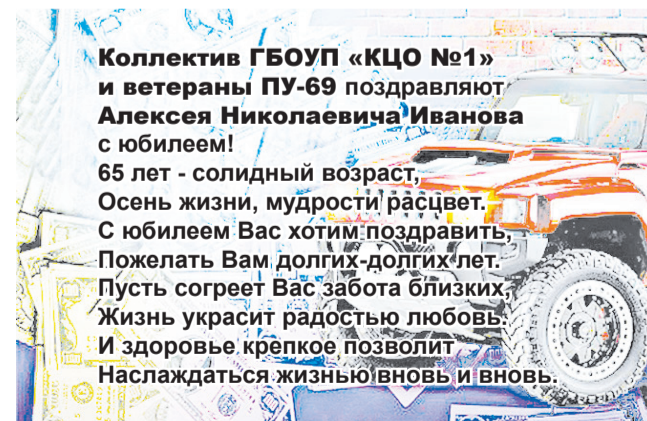 Коллектив ГБОУП «КЦО №1»
и ветераны ПУ-69 поздравляют
Алексея Николаевича Иванова
с юбилеем!
65 лет - солидный возраст,
Осень жизни, мудрости расцвет.
С юбилеем Вас хотим поздравить,
Пожелать Вам долгих-долгих лет.
Пусть согреет Вас забота близких,
Жизнь украсит радостью любовь.
И здоровье крепкое позволит
Наслаждаться жизнью вновь и вновь.